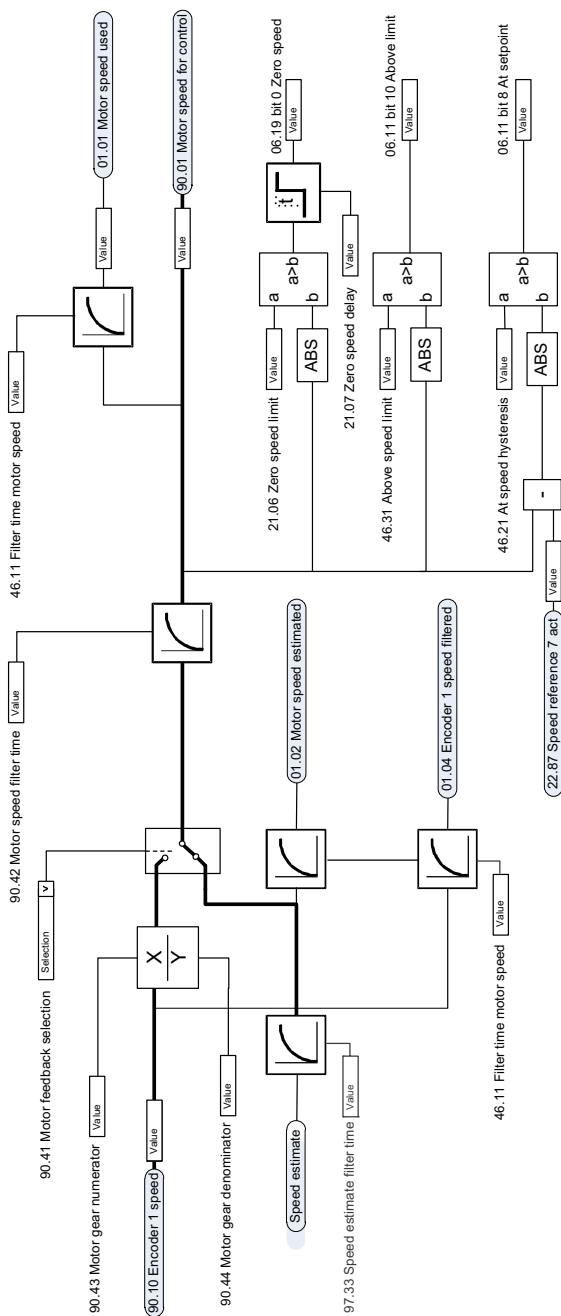 46.11 Filter time motor speed
Value
Value
01.01 Motor speed used
90.42 Motor speed filter time
Value
Value
90.01 Motor speed for control
90.41 Motor feedback selection
Selection
v
90.43 Motor gear numerator
Value
X
Y
90.10 Encoder 1 speed
Value
90.44 Motor gear denominator
Value
Speed estimate
97.33 Speed estimate filter time
Value
01.02 Motor speed estimated
01.04 Encoder 1 speed filtered
46.11 Filter time motor speed
Value
21.06 Zero speed limit
Value
a
a>b
b
ABS
t
Value
06.19 bit 0 Zero speed
21.07 Zero speed delay
Value
46.31 Above speed limit
Value
a
a>b
b
ABS
Value
06.11 bit 10 Above limit
46.21 At speed hysteresis
Value
a
a>b
b
ABS
Value
06.11 bit 8 At setpoint
-
22.87 Speed reference 7 act
Value